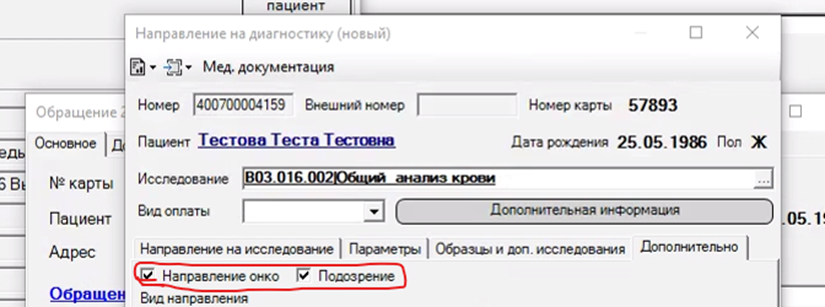 пациент
Направление на диагностику (новый)
Мед. документация
Номер 400700004159 Внешний номер Номер карты 57893
Пациент Тестова Теста Тестовна Дата рождения 25.05.1986 Пол Ж
Исследование B03.016.002|Общий анализ крови ...
Вид оплаты Дополнительная информация
Направление на исследование Параметры Образцы и доп. исследования Дополнительно
Направление онко Подозрение
Вид направления
Обращение 2
Основное
№ карты
Пациент
Адрес
Обращен